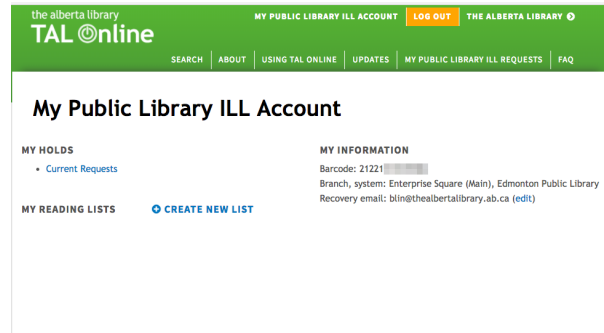 the alberta library
TAL Online
MY PUBLIC LIBRARY ILL ACCOUNT
LOG OUT
THE ALBERTA LIBRARY
SEARCH
ABOUT
USING TAL ONLINE
UPDATES
MY PUBLIC LIBRARY ILL REQUESTS
FAQ
My Public Library ILL Account
MY HOLDS
Current Requests
MY READING LISTS
CREATE NEW LIST
MY INFORMATION
Barcode: 21221
Branch, system: Enterprise Square (Main), Edmonton Public Library
Recovery email: blin@thealbertalibrary.ab.ca (edit)